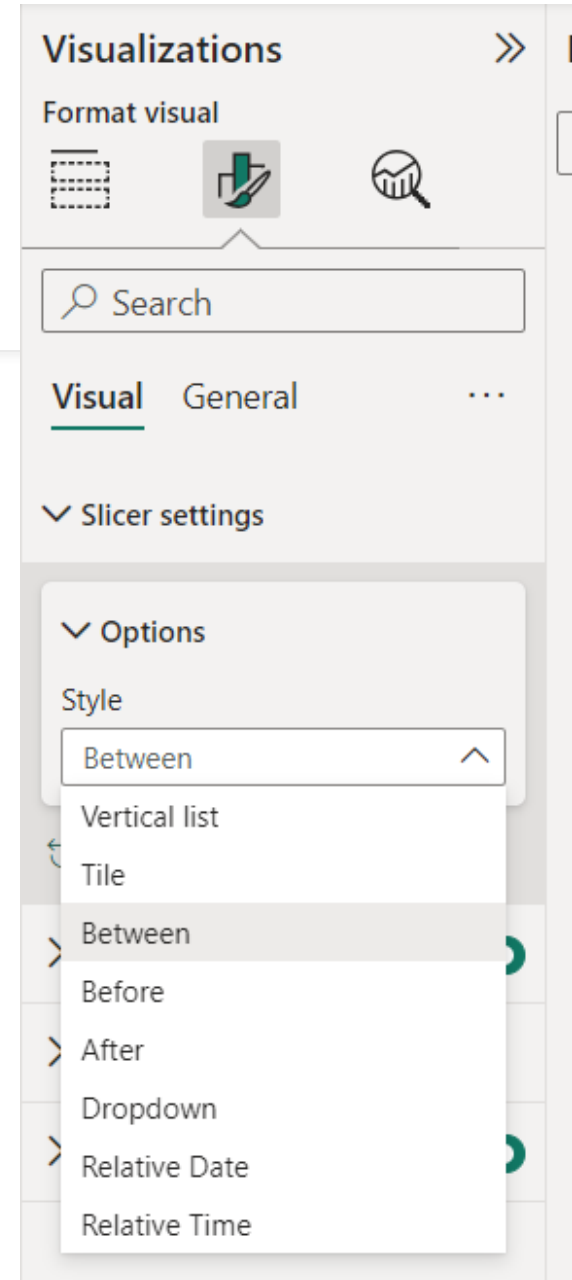 Visualizations
Format visual
Search
Visual General ...
Slicer settings
Options
Style
Between
Vertical list
Tile
Between
Before
After
Dropdown
Relative Date
Relative Time